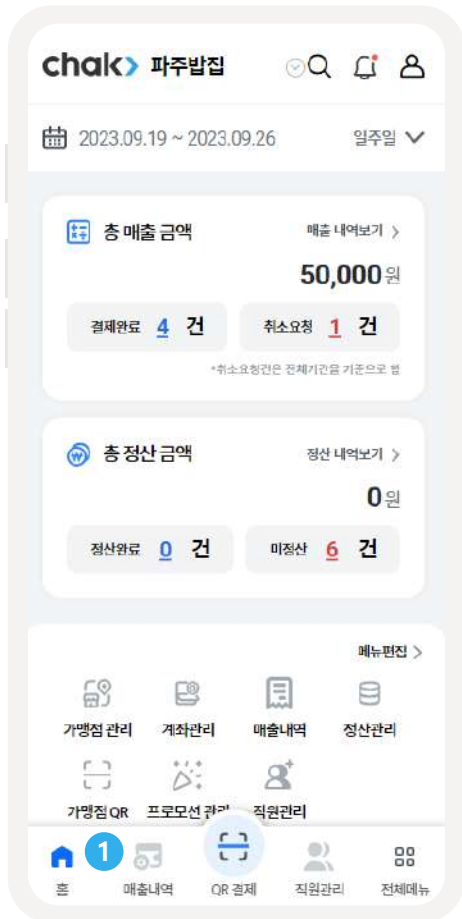 chak 파주밥집
2023.09.19 ~ 2023.09.26 일주일
총 매출 금액 매출 내역보기 >
50,000 원
결제완료 4 건 취소요청 1 건
*취소요청건은 전체기간을 기준으로 함
총 정산 금액 정산 내역보기 >
0 원
정산완료 0 건 미정산 6 건
메뉴편집 >
가맹점 관리 계좌관리 매출내역 정산관리
가맹점 QR 프로모션 관리 직원관리
1
홈 매출내역 QR 결제 직원관리 전체메뉴